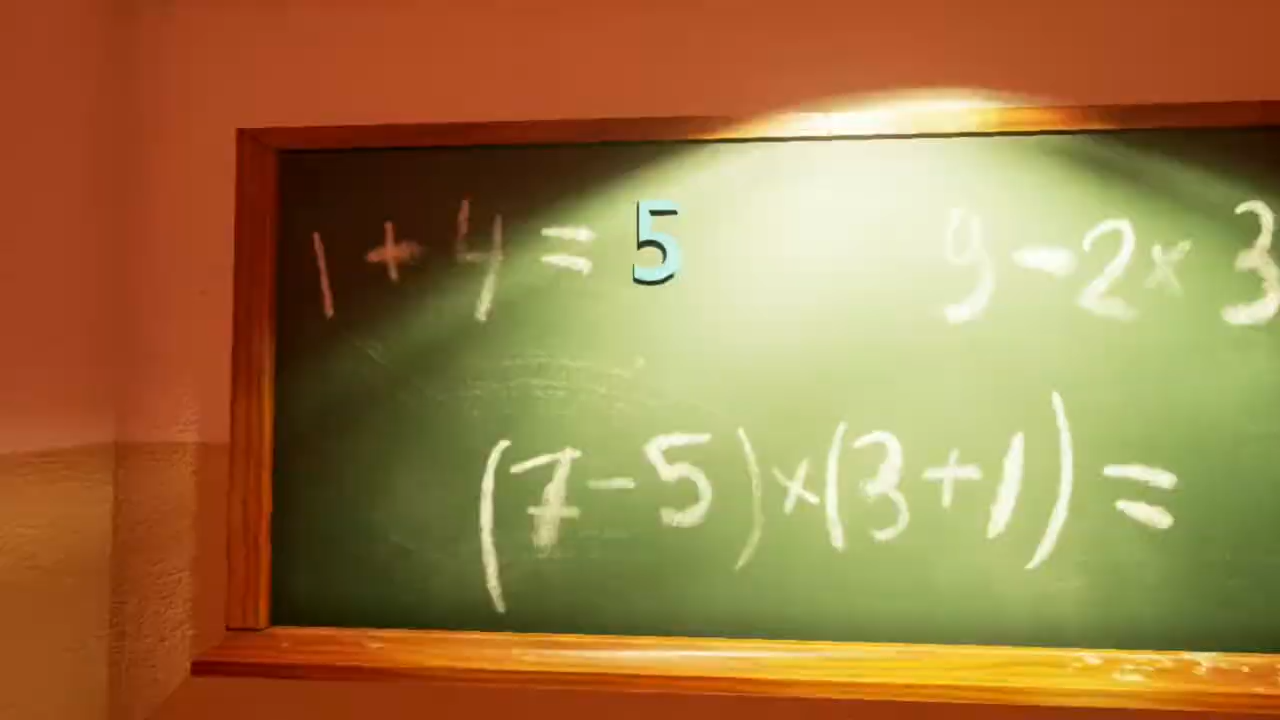 1 + 4 = 5
9 - 2 × 3
(7 - 5) × (3 + 1) =